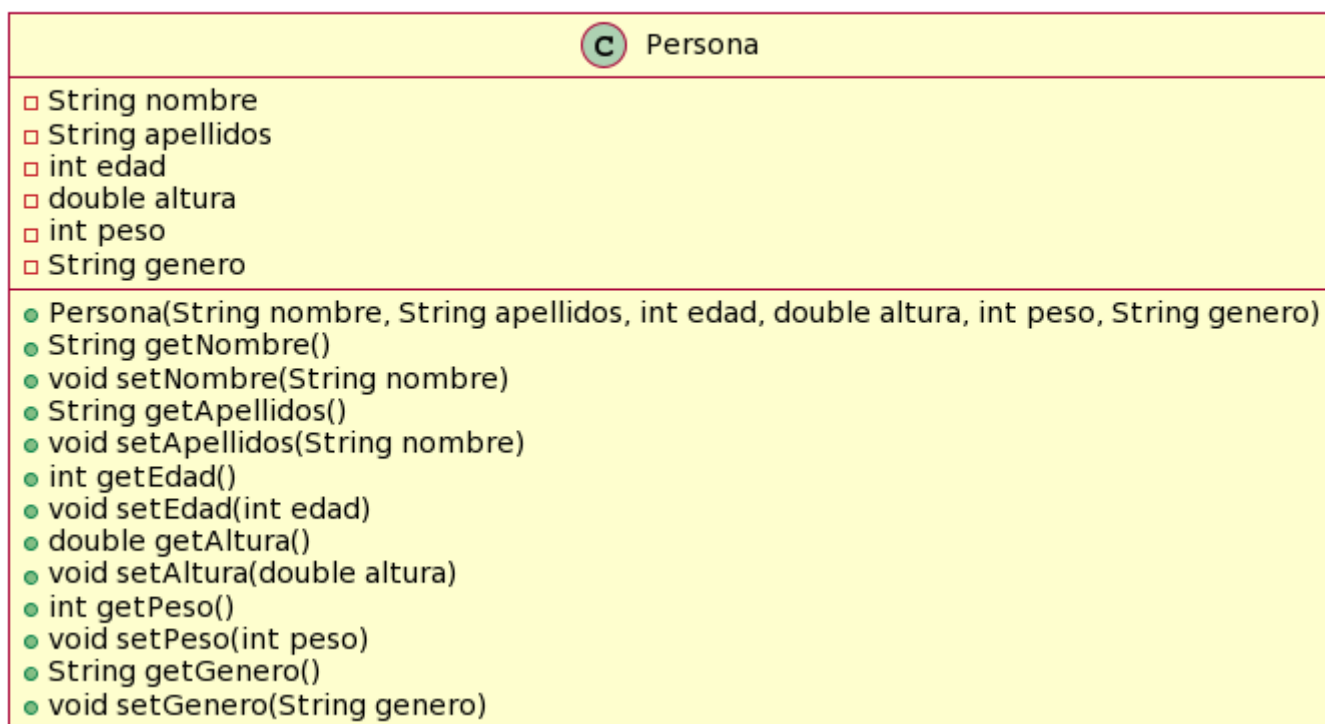 C Persona
String nombre
String apellidos
int edad
double altura
int peso
String genero
Persona(String nombre, String apellidos, int edad, double altura, int peso, String genero)
String getNombre()
void setNombre(String nombre)
String getApellidos()
void setApellidos(String nombre)
int getEdad()
void setEdad(int edad)
double getAltura()
void setAltura(double altura)
int getPeso()
void setPeso(int peso)
String getGenero()
void setGenero(String genero)